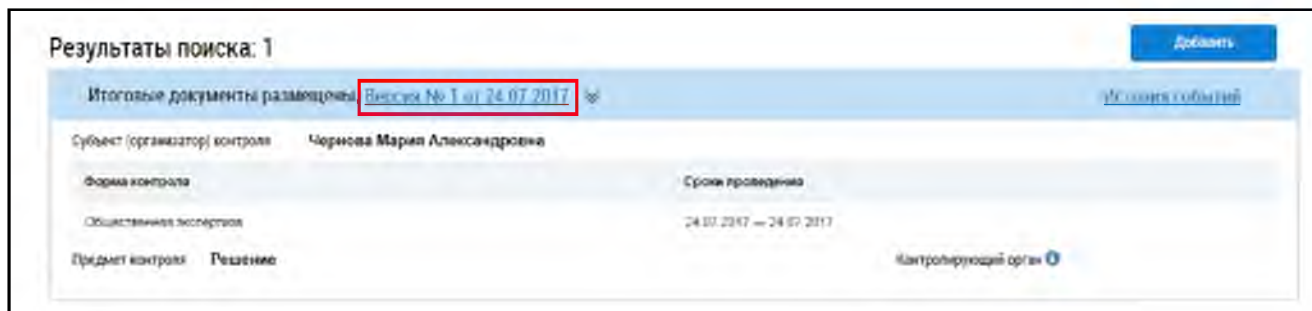 Результаты поиска: 1
Добавить
Итоговые документы размещены, Версия № 1 от 24.07.2017
История событий
Субъект (организатор) контроля Чернова Мария Александровна
Форма контроля Сроки проведения
Общественная экспертиза 24.07.2017 — 24.07.2017
Предмет контроля Решение Контролирующий орган